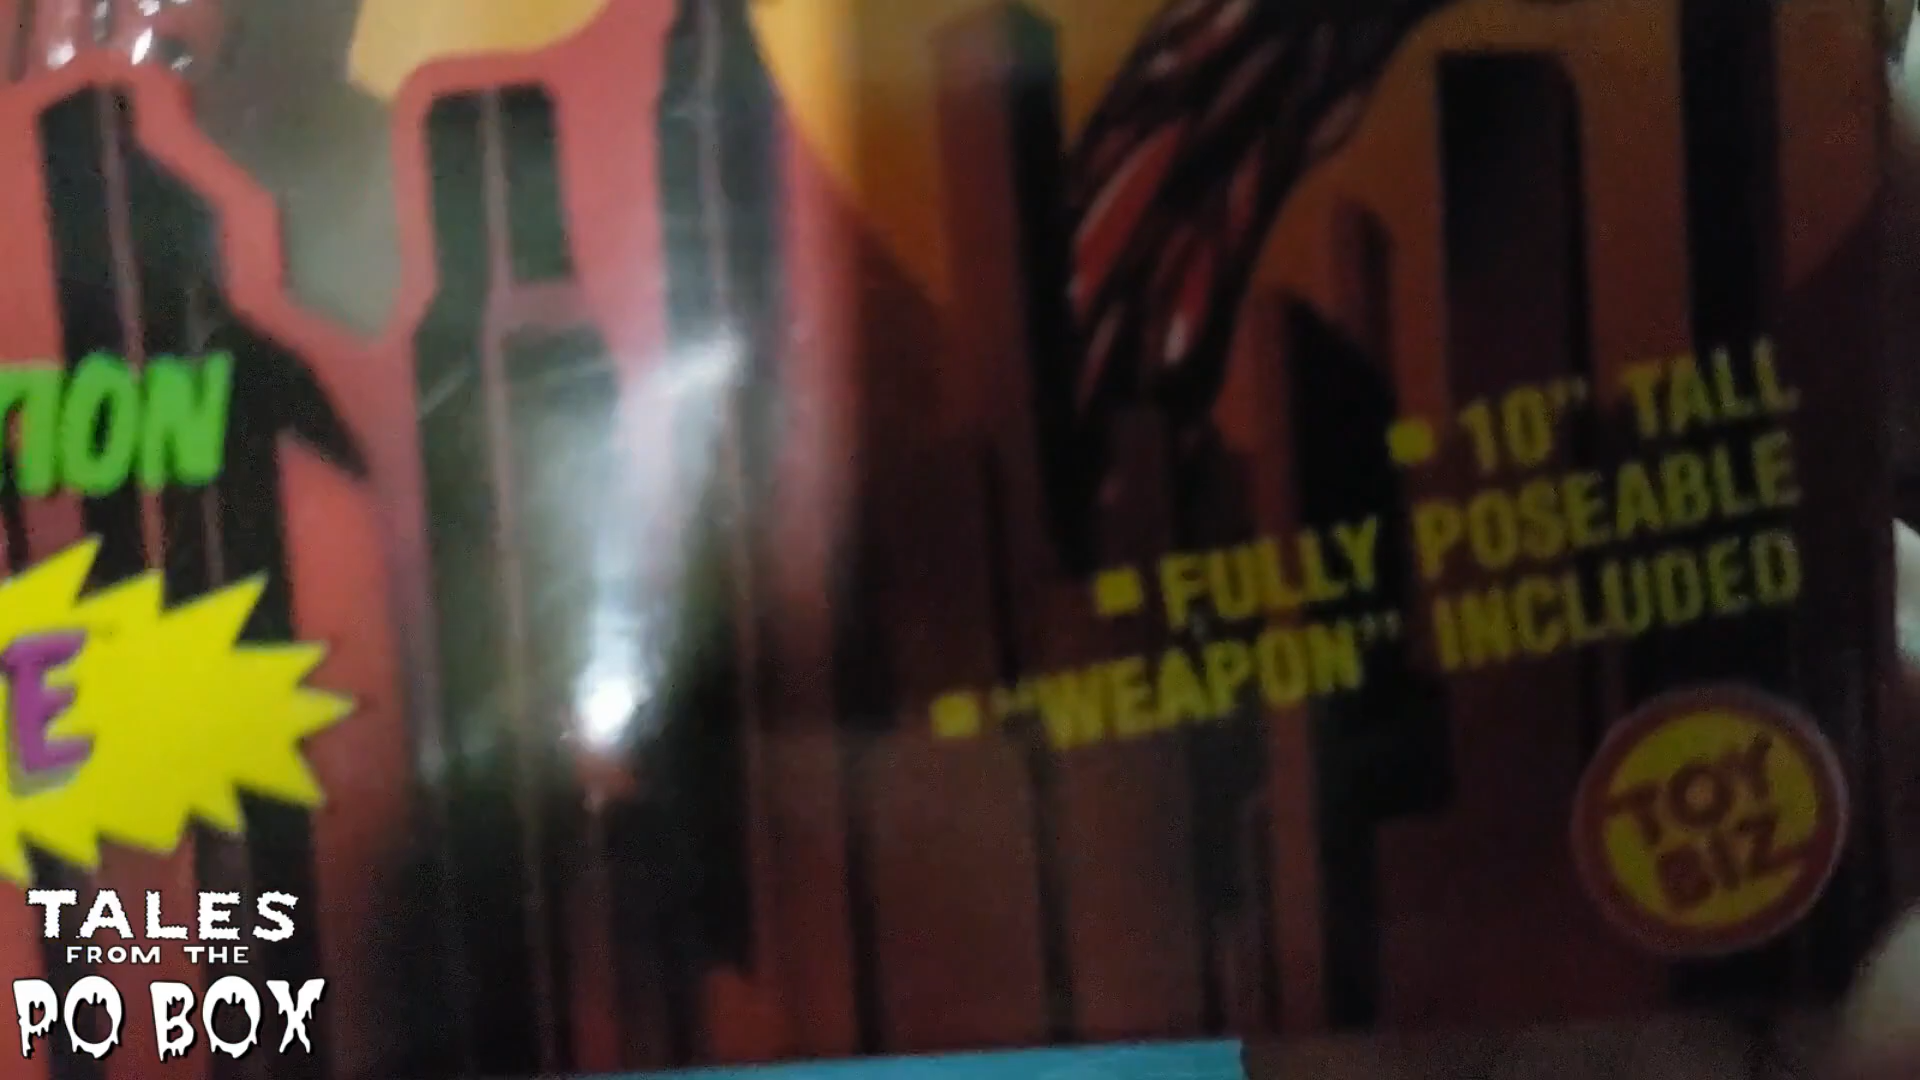 TION
E
• 10" TALL
▪ FULLY POSEABLE
▪ "WEAPON" INCLUDED
TOY
BIZ
TALES
FROM THE
PO BOX